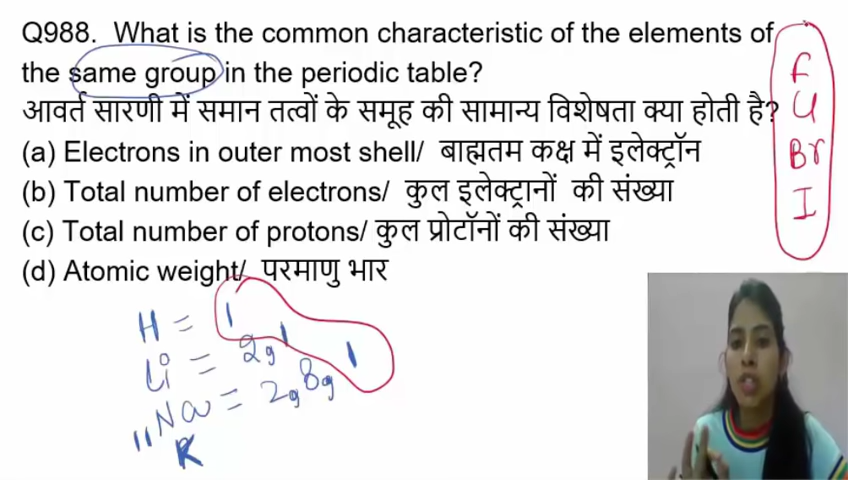 Q988. What is the common characteristic of the elements of
the same group in the periodic table?
आवर्त सारणी में समान तत्वों के समूह की सामान्य विशेषता क्या होती है?
(a) Electrons in outer most shell/ बाह्मतम कक्ष में इलेक्ट्रॉन
(b) Total number of electrons/ कुल इलेक्ट्रानों की संख्या
(c) Total number of protons/ कुल प्रोटॉनों की संख्या
(d) Atomic weight/ परमाणु भार
H = 1
Li = 2, 1
11Na = 2, 8, 1
K
F
Cl
Br
I